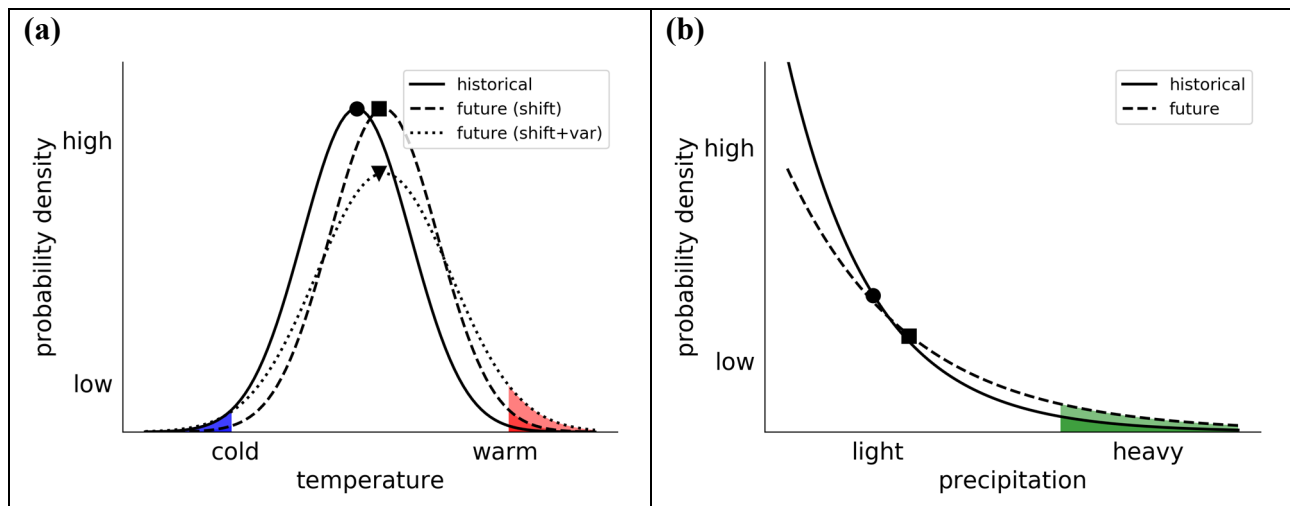 (a)
historical
future (shift)
future (shift+var)
high
low
probability density
cold
warm
temperature
(b)
historical
future
high
low
probability density
light
heavy
precipitation